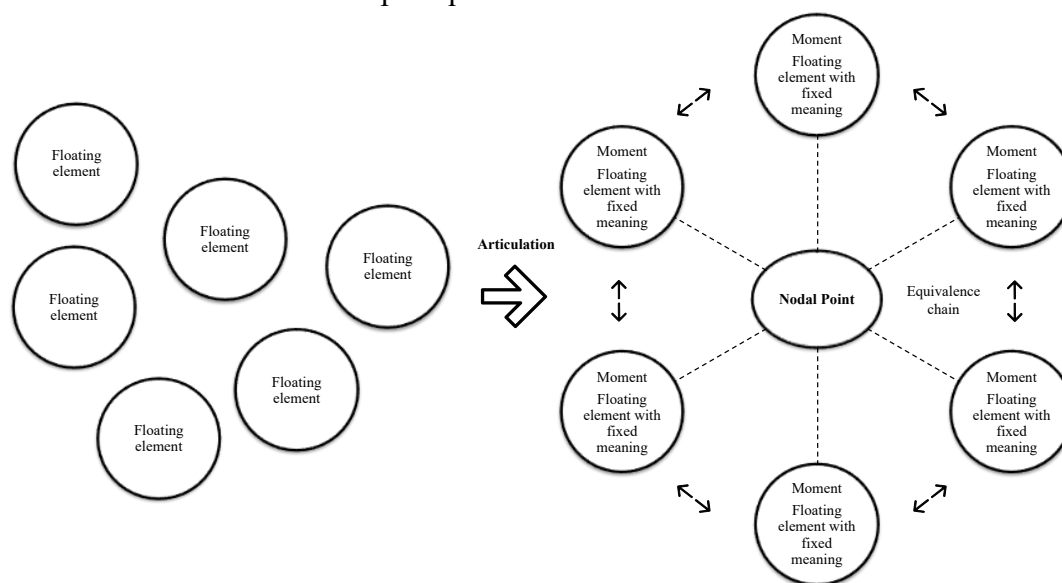 Floating
element
Floating
element
Floating
element
Floating
element
Floating
element
Floating
element
Articulation
Moment
Floating
element with
fixed
meaning
Moment
Floating
element with
fixed
meaning
Moment
Floating
element with
fixed
meaning
Nodal Point
Equivalence
chain
Moment
Floating
element with
fixed
meaning
Moment
Floating
element with
fixed
meaning
Moment
Floating
element with
fixed
meaning